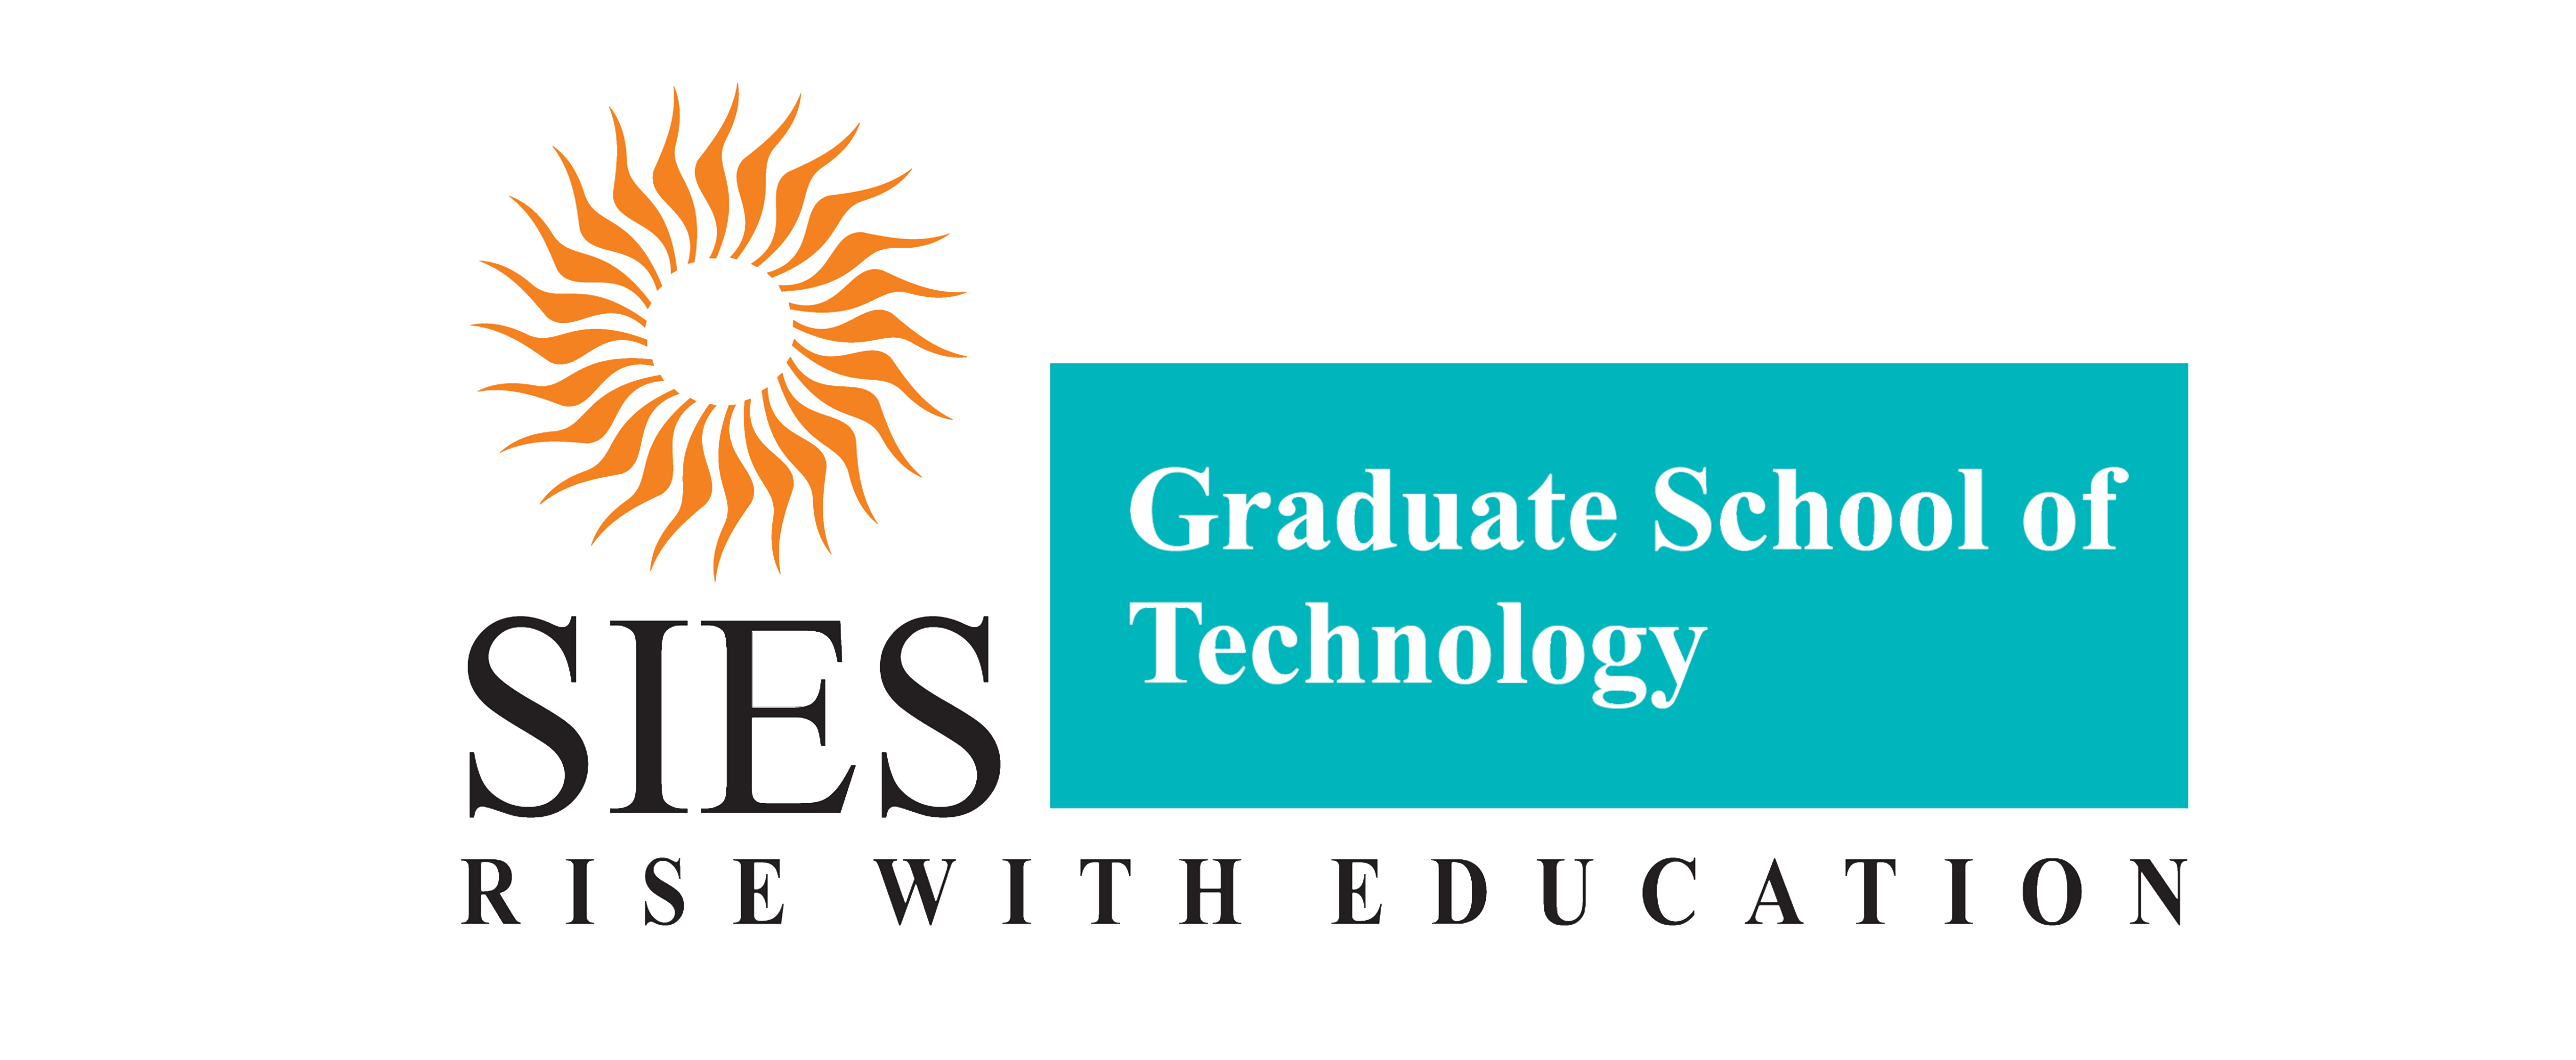 SIES
Graduate School of
Technology
RISE WITH EDUCATION